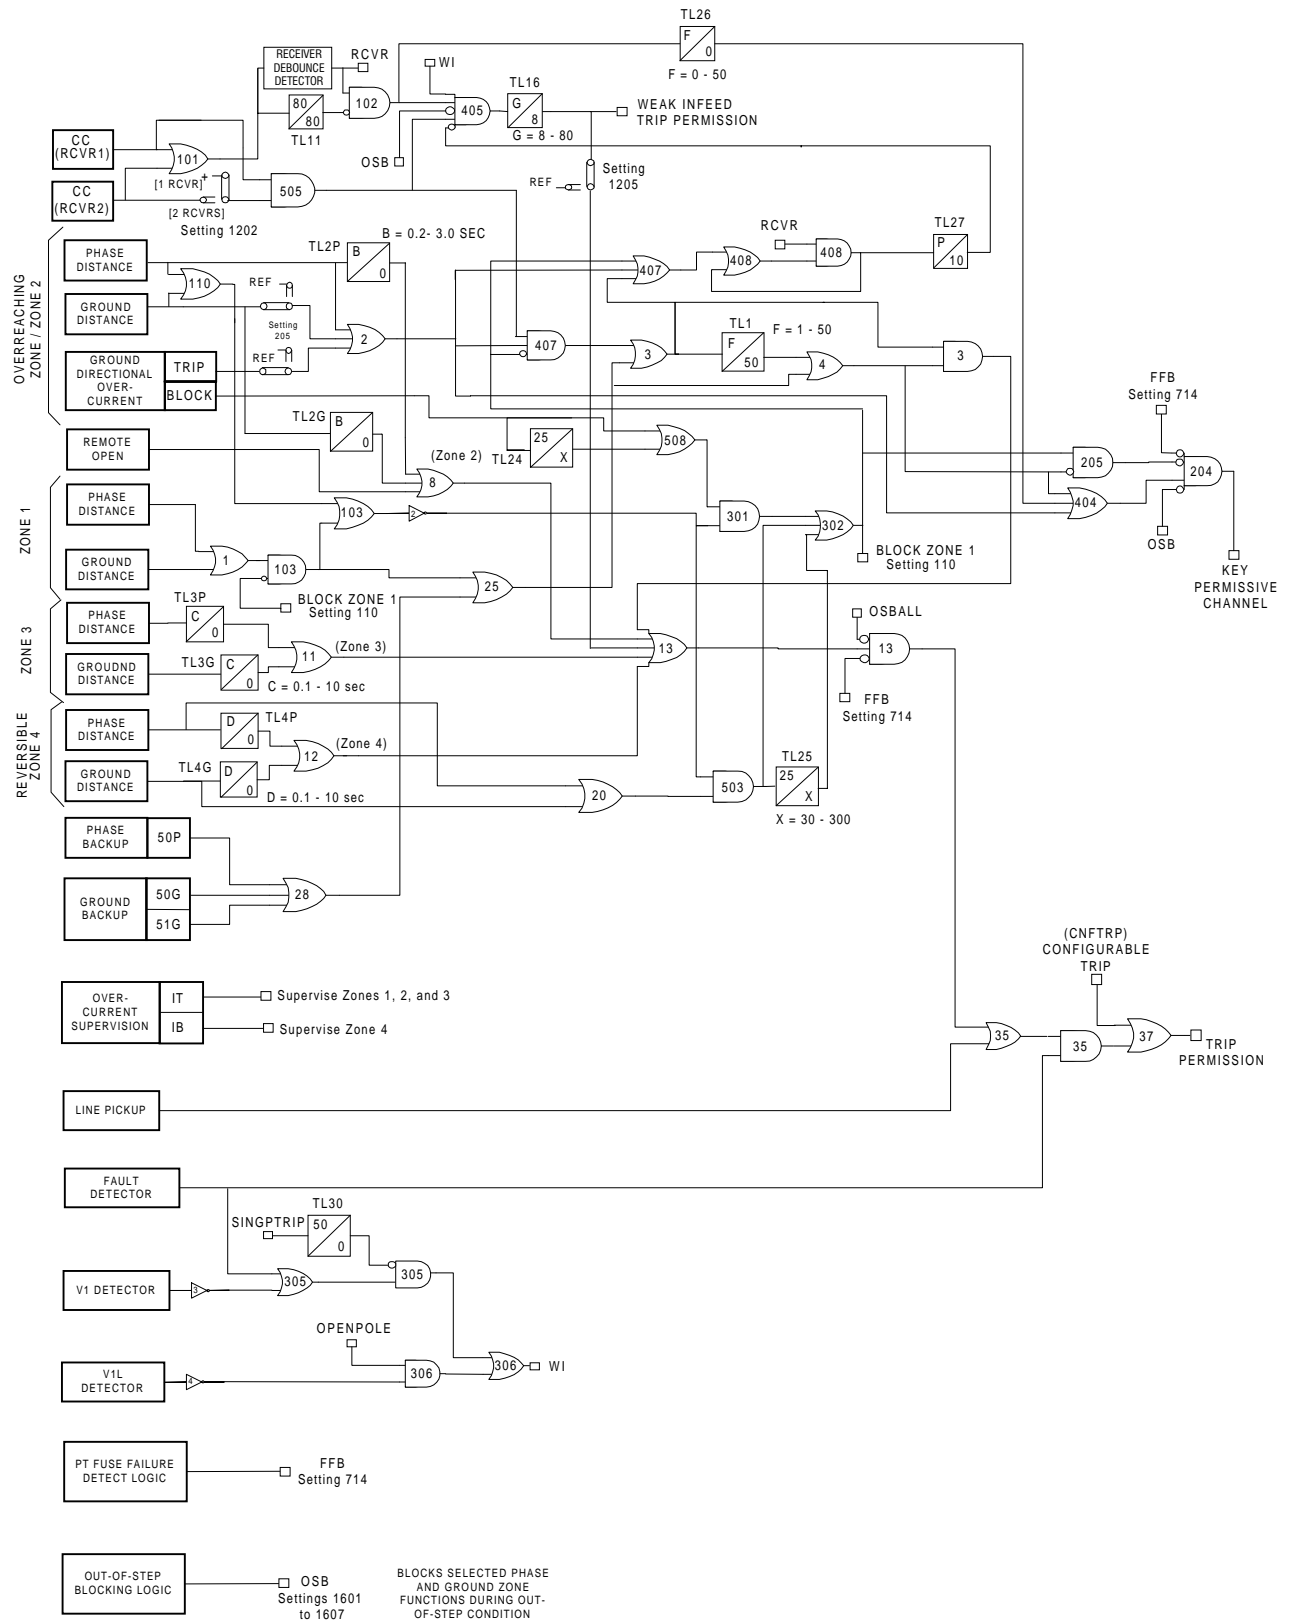 TL26
F
0
F = 0 - 50
RECEIVER
DEBOUNCE
DETECTOR
RCVR
80
80
TL11
102
WI
405
TL16
G
8
G = 8 - 80
WEAK INFEED
TRIP PERMISSION
OSB
CC
(RCVR1)
CC
(RCVR2)
101
[1 RCVR]
+
[2 RCVRS]
Setting 1202
505
REF
Setting
1205
OVERREACHING
ZONE / ZONE 2
PHASE
DISTANCE
GROUND
DISTANCE
GROUND
DIRECTIONAL
OVER-
CURRENT
TRIP
BLOCK
110
REF
Setting
205
REF
TL2P
B
0
B = 0.2- 3.0 SEC
2
RCVR
407
408
408
TL27
P
10
407
3
TL1
F
50
F = 1 - 50
4
3
REMOTE
OPEN
TL2G
B
0
(Zone 2)
8
TL24
25
X
508
FFB
Setting 714
205
204
404
OSB
KEY
PERMISSIVE
CHANNEL
ZONE 1
PHASE
DISTANCE
GROUND
DISTANCE
1
103
103
2
BLOCK ZONE 1
Setting 110
25
301
302
BLOCK ZONE 1
Setting 110
ZONE 3
PHASE
DISTANCE
GROUDND
DISTANCE
TL3P
C
0
TL3G
C
0
11
(Zone 3)
C = 0.1 - 10 sec
13
OSBALL
13
FFB
Setting 714
REVERSIBLE
ZONE 4
PHASE
DISTANCE
GROUND
DISTANCE
D
0
TL4P
TL4G
D
0
12
(Zone 4)
D = 0.1 - 10 sec
20
503
TL25
25
X
X = 30 - 300
PHASE
BACKUP
50P
GROUND
BACKUP
50G
51G
28
OVER-
CURRENT
SUPERVISION
IT
IB
Supervise Zones 1, 2, and 3
Supervise Zone 4
(CNFTRP)
CONFIGURABLE
TRIP
35
35
37
TRIP
PERMISSION
LINE PICKUP
FAULT
DETECTOR
SINGPTRIP
TL30
50
0
V1 DETECTOR
3
305
305
OPENPOLE
V1L
DETECTOR
4
306
306
WI
PT FUSE FAILURE
DETECT LOGIC
FFB
Setting 714
OUT-OF-STEP
BLOCKING LOGIC
OSB
Settings 1601
to 1607
BLOCKS SELECTED PHASE
AND GROUND ZONE
FUNCTIONS DURING OUT-
OF-STEP CONDITION